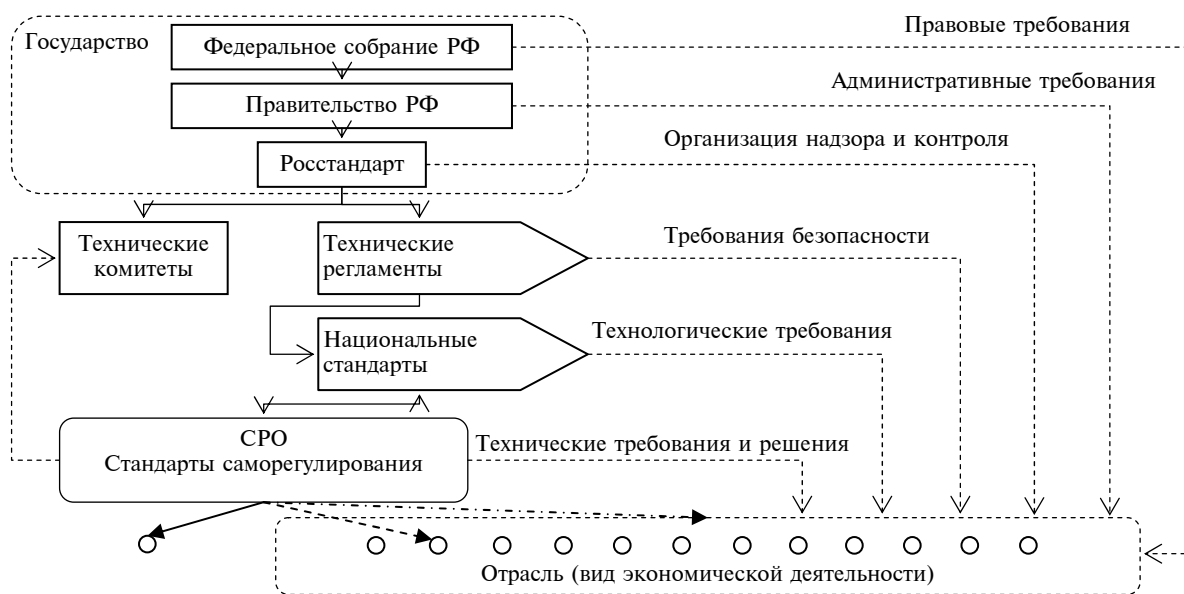 Правовые требования
Государство
Федеральное собрание РФ
Административные требования
Правительство РФ
Организация надзора и контроля
Росстандарт
Технические
комитеты
Технические
регламенты
Требования безопасности
Национальные
стандарты
Технологические требования
СРО
Стандарты саморегулирования
Технические требования и решения
Отрасль (вид экономической деятельности)